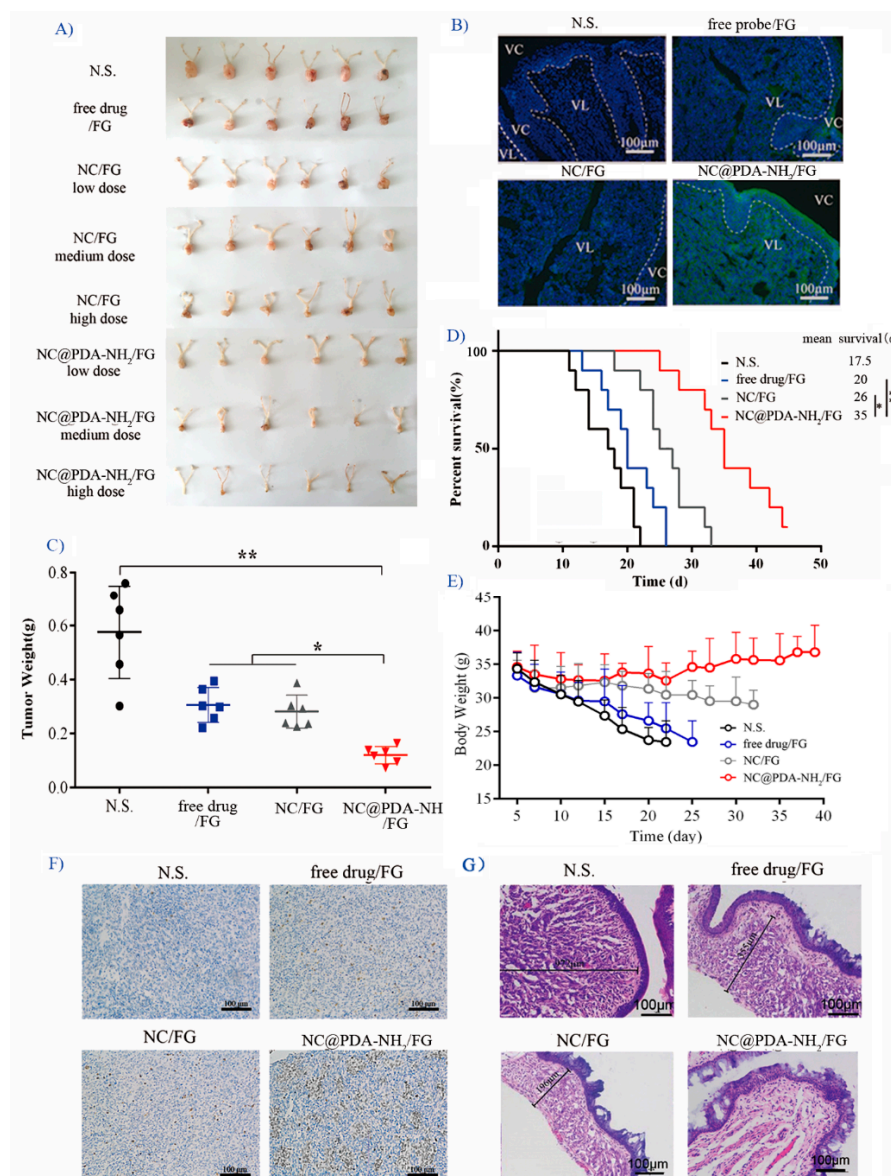 A)
N.S.
free drug
/FG
NC/FG
low dose
NC/FG
medium dose
NC/FG
high dose
NC@PDA-NH₂/FG
low dose
NC@PDA-NH₂/FG
medium dose
NC@PDA-NH₂/FG
high dose
B)
N.S.
free probe/FG
VC
VL
VC
VL
100µm
VL
VC
100µm
NC/FG
NC@PDA-NH₂/FG
VL
VC
100µm
VC
VL
100µm
C)
Tumor Weight(g)
0.8
0.6
0.4
0.2
0.0
**
*
N.S.
free drug
/FG
NC/FG
NC@PDA-NH
/FG
D)
mean survival (d
N.S. 17.5
free drug/FG 20
NC/FG 26
NC@PDA-NH₂/FG 35
*
Percent survival(%)
100
50
0
0 10 20 30 40 50
Time (d)
E)
Body Weight (g)
45
40
35
30
25
20
15
N.S.
free drug/FG
NC/FG
NC@PDA-NH₂/FG
5 10 15 20 25 30 35 40
Time (day)
F)
N.S.
free drug/FG
100 µm
100 µm
NC/FG
NC@PDA-NH₂/FG
100 µm
100 µm
G)
N.S.
free drug/FG
100µm
100µm
NC/FG
NC@PDA-NH₂/FG
100µm
100µm